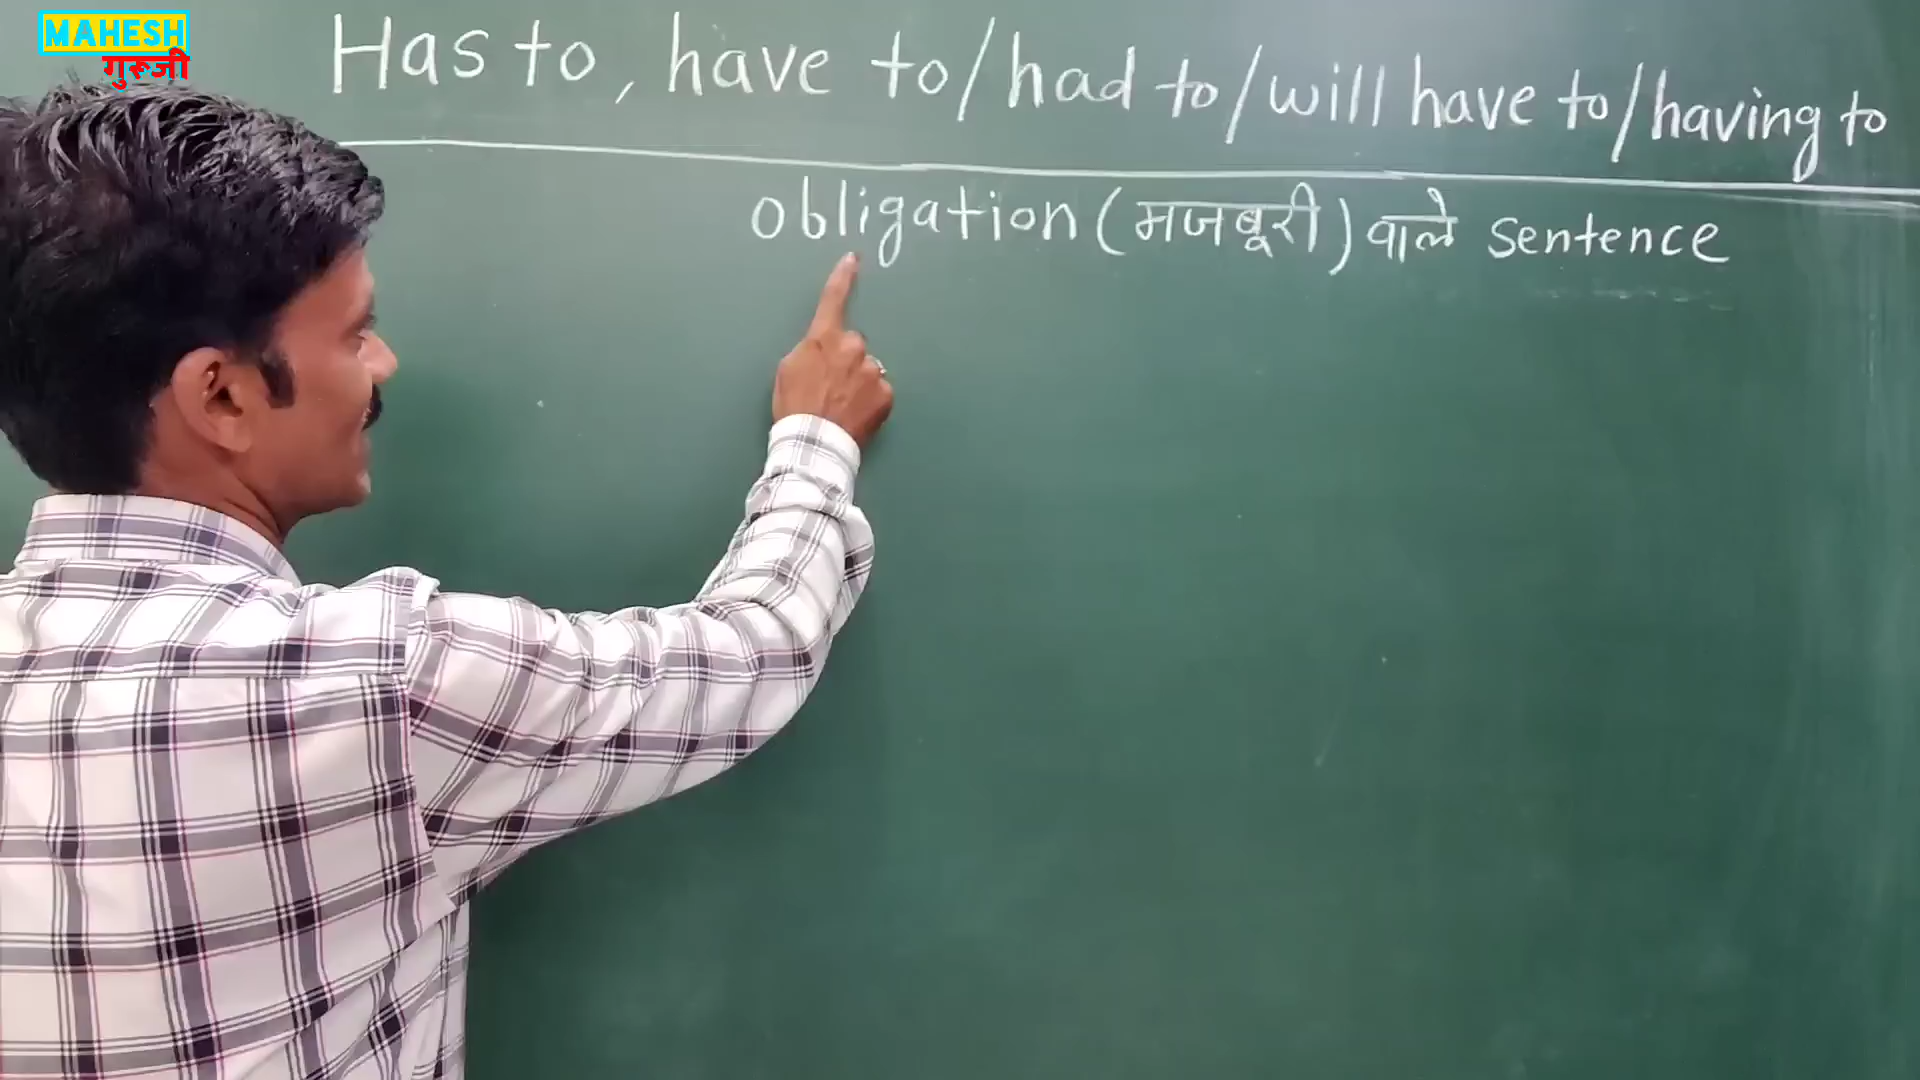 MAHESH
गुरूजी
Has to, have to/had to/will have to/having to
obligation (मजबूरी) वाले sentence